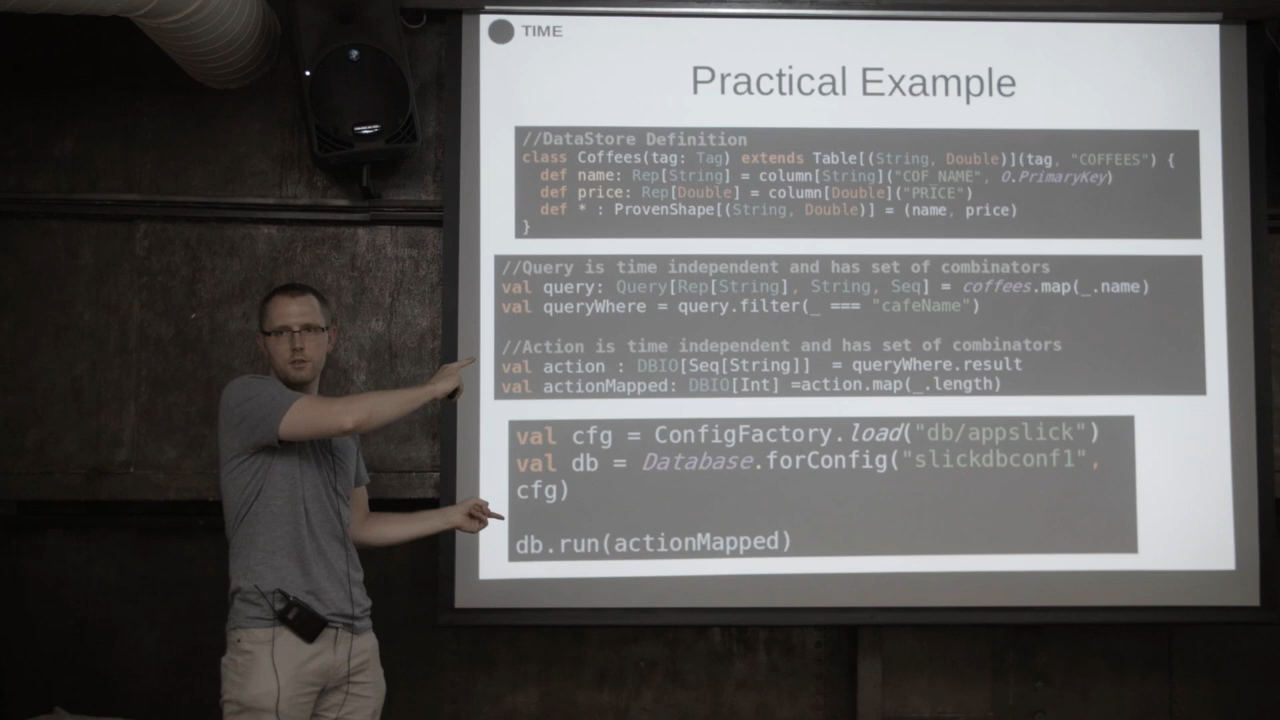 TIME
Practical Example
//DataStore Definition
class Coffees(tag: Tag) extends Table[(String, Double)](tag, "COFFEES") {
def name: Rep[String] = column[String]("COF_NAME", O.PrimaryKey)
def price: Rep[Double] = column[Double]("PRICE")
def * : ProvenShape[(String, Double)] = (name, price)
}
//Query is time independent and has set of combinators
val query: Query[Rep[String], String, Seq] = coffees.map(_.name)
val queryWhere = query.filter(_ === "cafeName")
//Action is time independent and has set of combinators
val action : DBIO[Seq[String]]  = queryWhere.result
val actionMapped: DBIO[Int] =action.map(_.length)
val cfg = ConfigFactory.load("db/appslick")
val db = Database.forConfig("slickdbconf1",
cfg)
db.run(actionMapped)